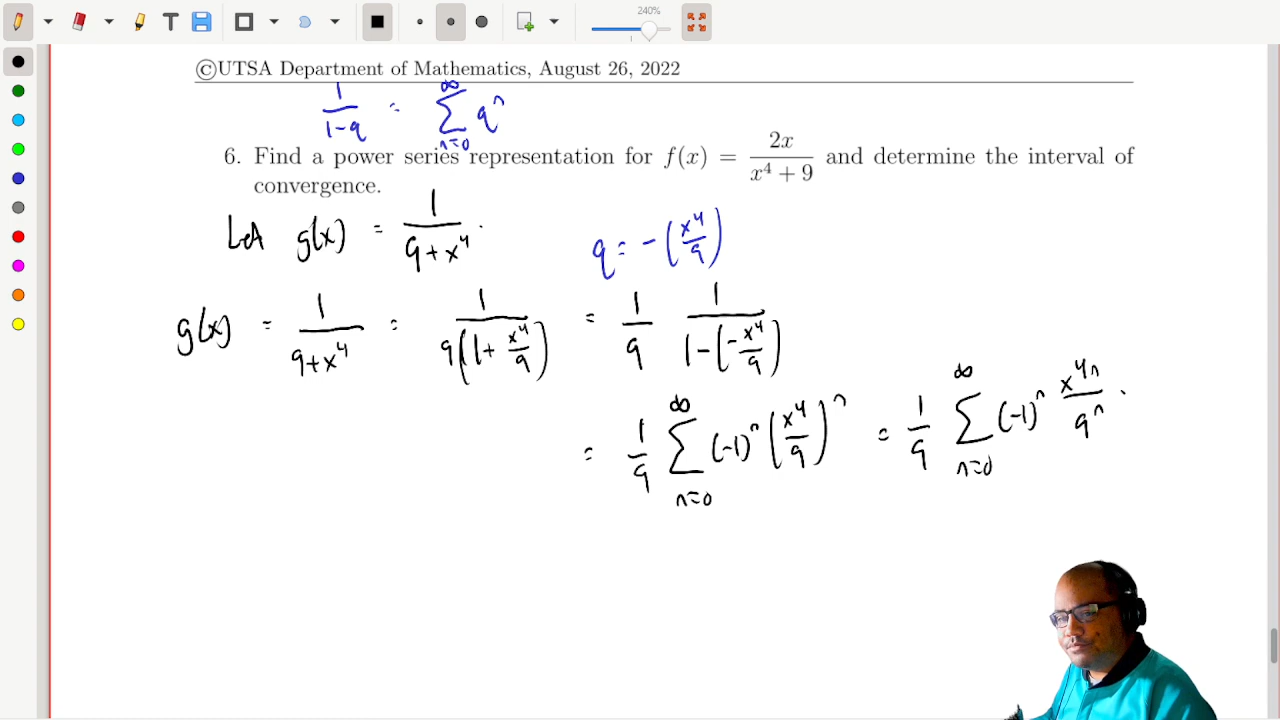 240%
©UTSA Department of Mathematics, August 26, 2022
1/(1-q) = ∑_{n=0}^{∞} q^n
6. Find a power series representation for f(x) = 2x/(x^4 + 9) and determine the interval of
convergence.
Let g(x) = 1/(9+x^4).
q = -(x^4/9)
g(x) = 1/(9+x^4) = 1/(9(1+x^4/9)) = 1/9 1/(1-(-x^4/9))
= 1/9 ∑_{n=0}^{∞} (-1)^n (x^4/9)^n = 1/9 ∑_{n=0}^{∞} (-1)^n x^{4n}/9^n.